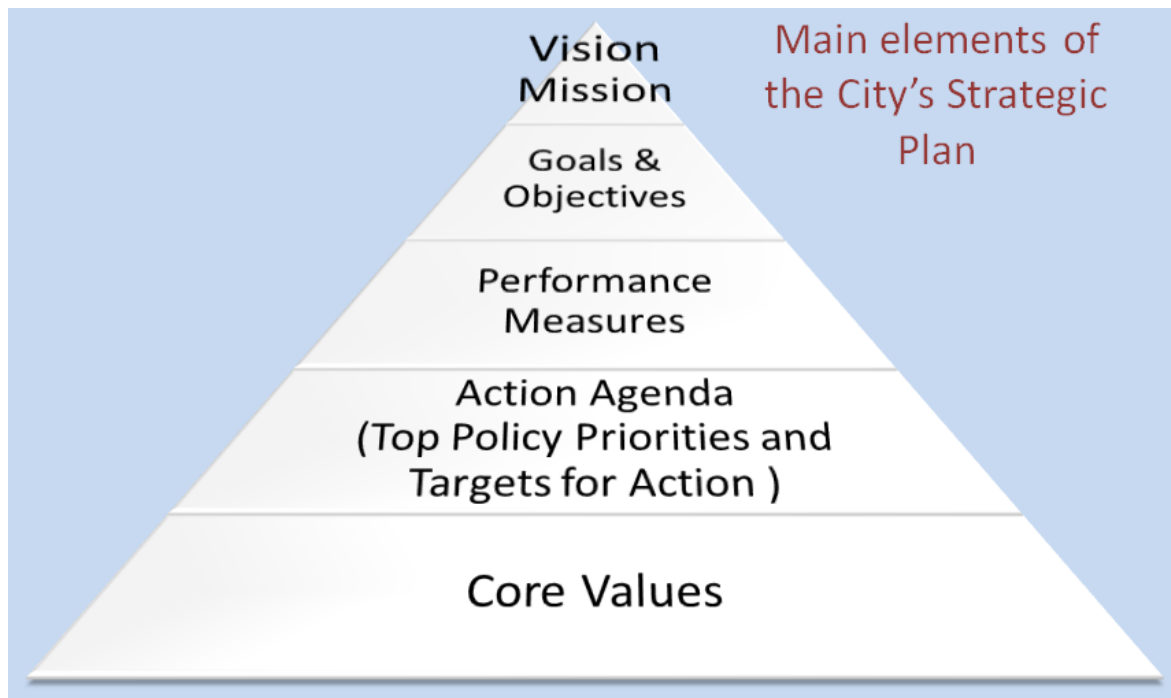 Main elements of
the City’s Strategic
Plan
Vision
Mission
Goals &
Objectives
Performance
Measures
Action Agenda
(Top Policy Priorities and
Targets for Action )
Core Values